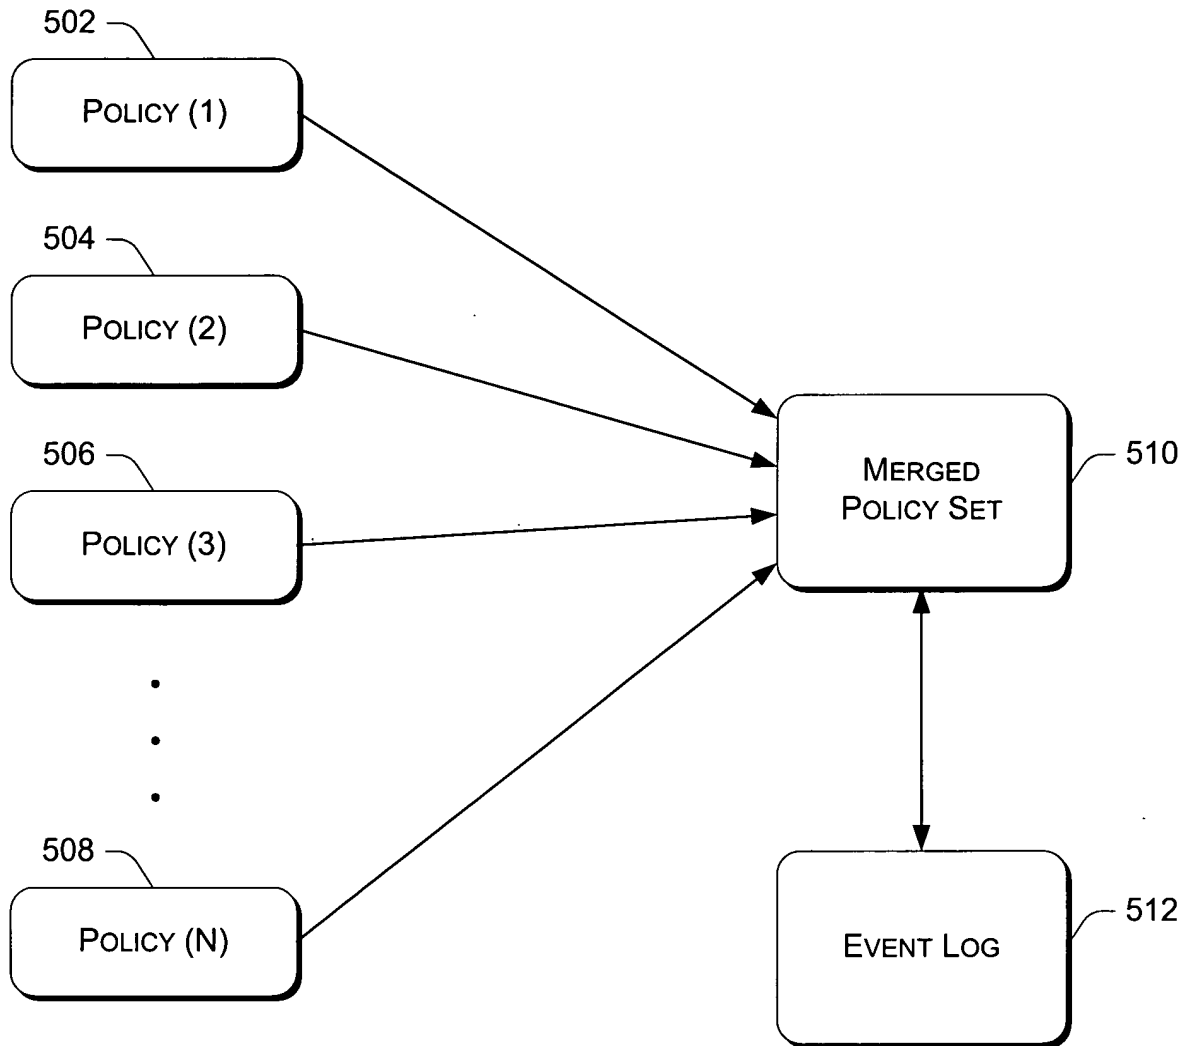 502
POLICY (1)
504
POLICY (2)
506
POLICY (3)
508
POLICY (N)
MERGED
POLICY SET
510
EVENT LOG
512